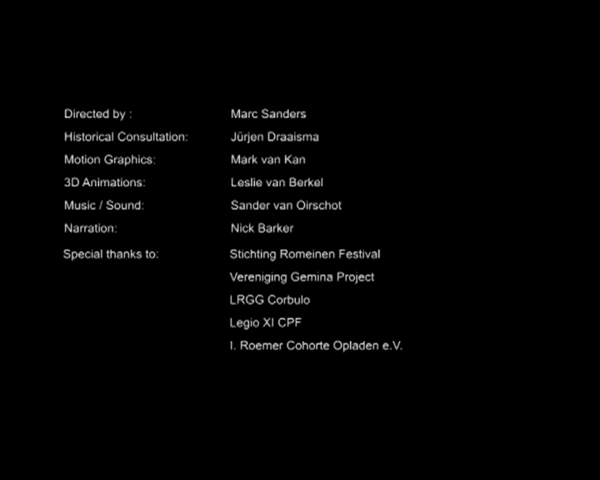 Directed by : Marc Sanders
Historical Consultation: Jürjen Draaisma
Motion Graphics: Mark van Kan
3D Animations: Leslie van Berkel
Music / Sound: Sander van Oirschot
Narration: Nick Barker
Special thanks to: Stichting Romeinen Festival
Vereniging Gemina Project
LRGG Corbulo
Legio XI CPF
I. Roemer Cohorte Opladen e.V.